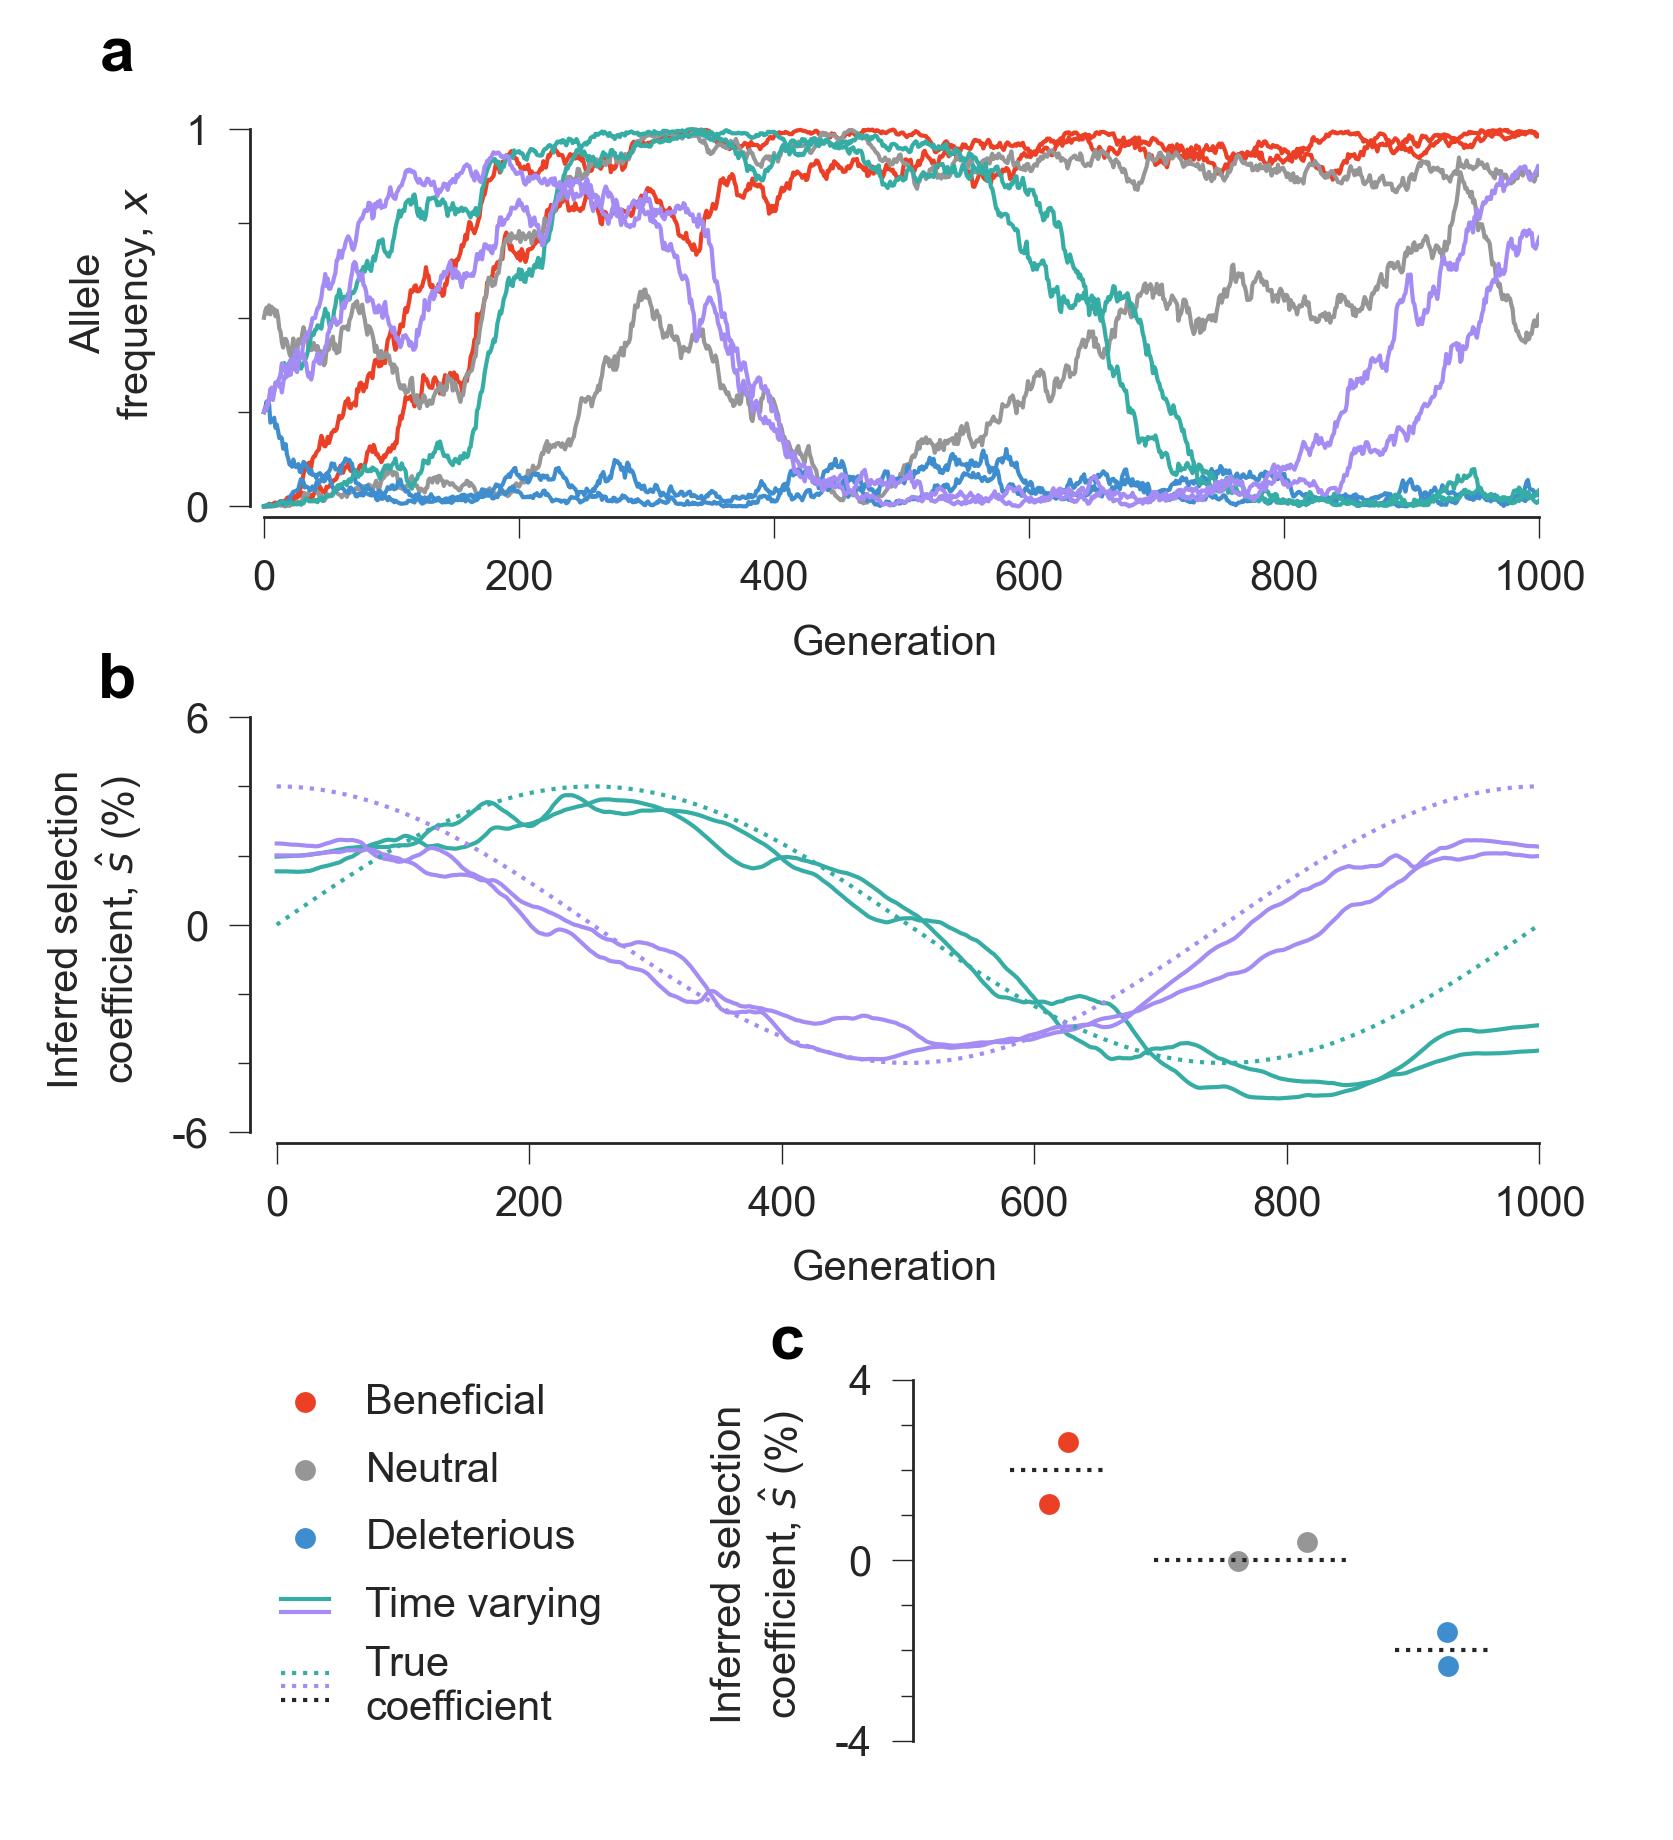 a
1
0
Allele
frequency, x
0 200 400 600 800 1000
Generation
b
6
0
-6
Inferred selection
coefficient, ŝ (%)
0 200 400 600 800 1000
Generation
Beneficial
Neutral
Deleterious
Time varying
True
coefficient
c
4
0
-4
Inferred selection
coefficient, ŝ (%)